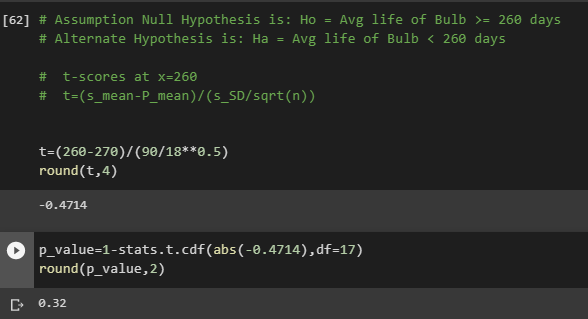 [62] # Assumption Null Hypothesis is: Ho = Avg life of Bulb >= 260 days
# Alternate Hypothesis is: Ha = Avg life of Bulb < 260 days
# t-scores at x=260
# t=(s_mean-P_mean)/(s_SD/sqrt(n))
t=(260-270)/(90/18**0.5)
round(t,4)
-0.4714
p_value=1-stats.t.cdf(abs(-0.4714),df=17)
round(p_value,2)
0.32